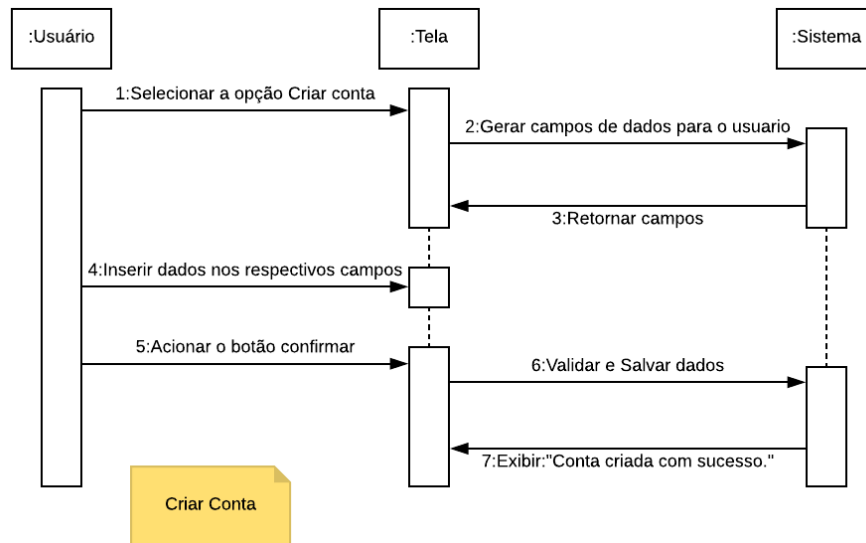 :Usuário
:Tela
:Sistema
1:Selecionar a opção Criar conta
2:Gerar campos de dados para o usuario
3:Retornar campos
4:Inserir dados nos respectivos campos
5:Acionar o botão confirmar
6:Validar e Salvar dados
7:Exibir:"Conta criada com sucesso."
Criar Conta